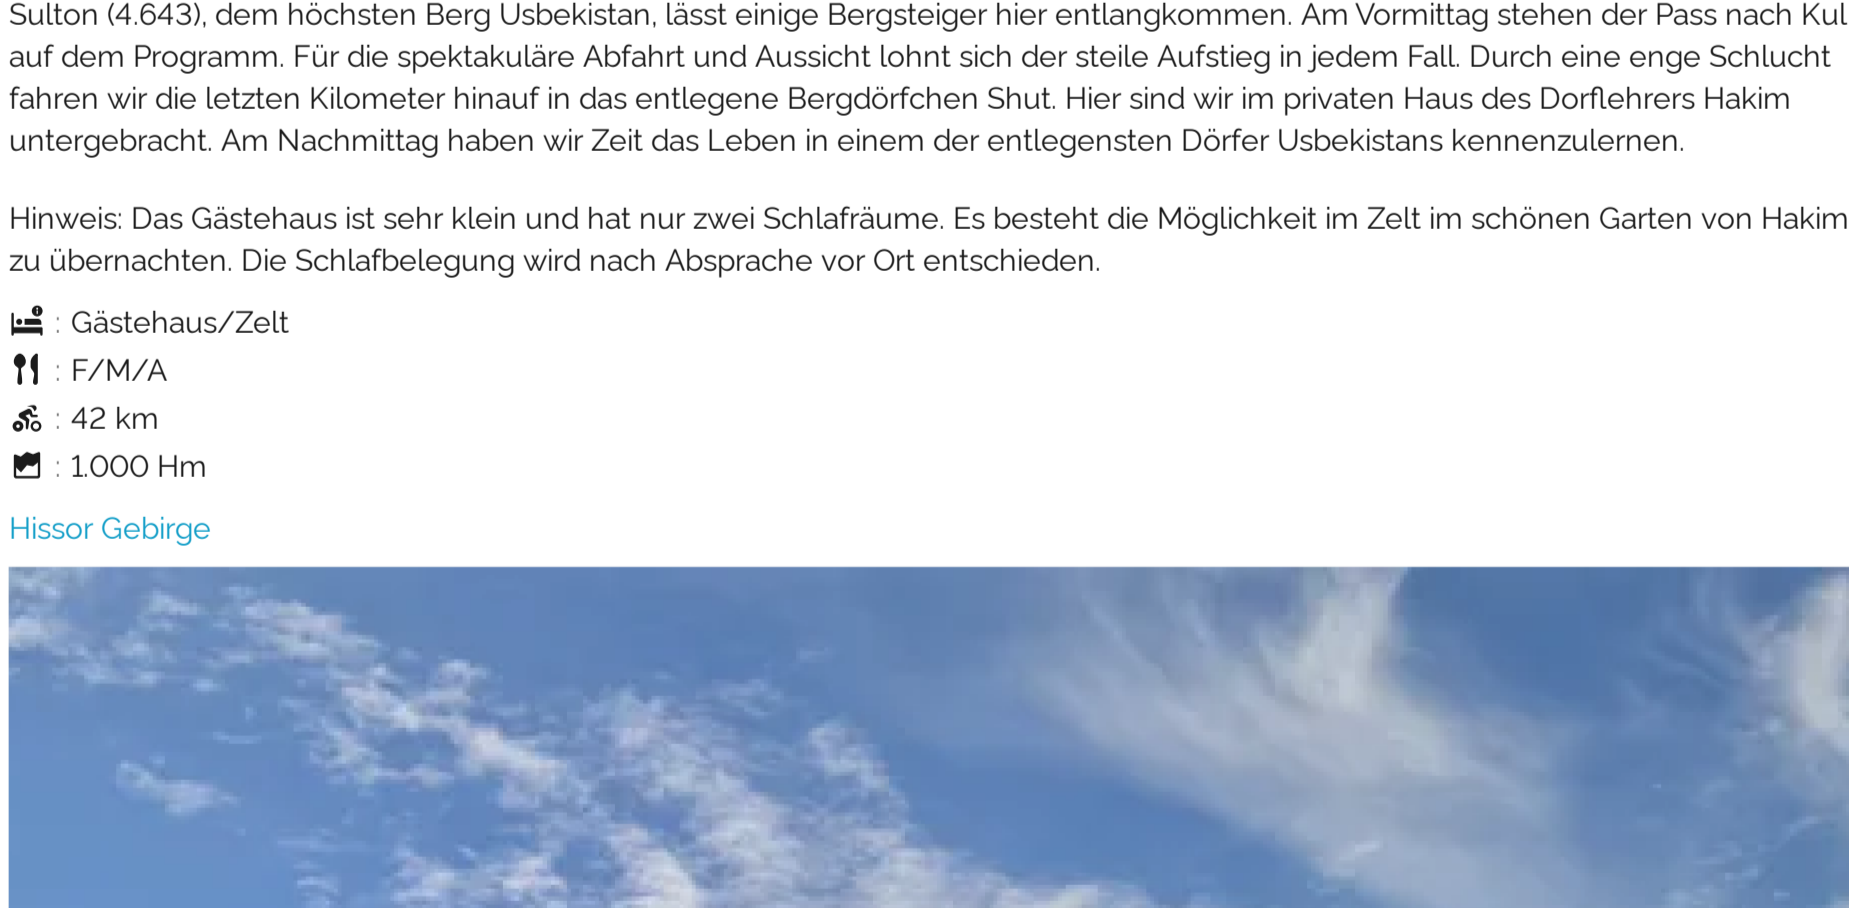 Sulton (4.643), dem höchsten Berg Usbekistan, lässt einige Bergsteiger hier entlangkommen. Am Vormittag stehen der Pass nach Kul
auf dem Programm. Für die spektakuläre Abfahrt und Aussicht lohnt sich der steile Aufstieg in jedem Fall. Durch eine enge Schlucht
fahren wir die letzten Kilometer hinauf in das entlegene Bergdörfchen Shut. Hier sind wir im privaten Haus des Dorflehrers Hakim
untergebracht. Am Nachmittag haben wir Zeit das Leben in einem der entlegensten Dörfer Usbekistans kennenzulernen.
Hinweis: Das Gästehaus ist sehr klein und hat nur zwei Schlafräume. Es besteht die Möglichkeit im Zelt im schönen Garten von Hakim
zu übernachten. Die Schlafbelegung wird nach Absprache vor Ort entschieden.
: Gästehaus/Zelt
: F/M/A
: 42 km
: 1.000 Hm
Hissor Gebirge